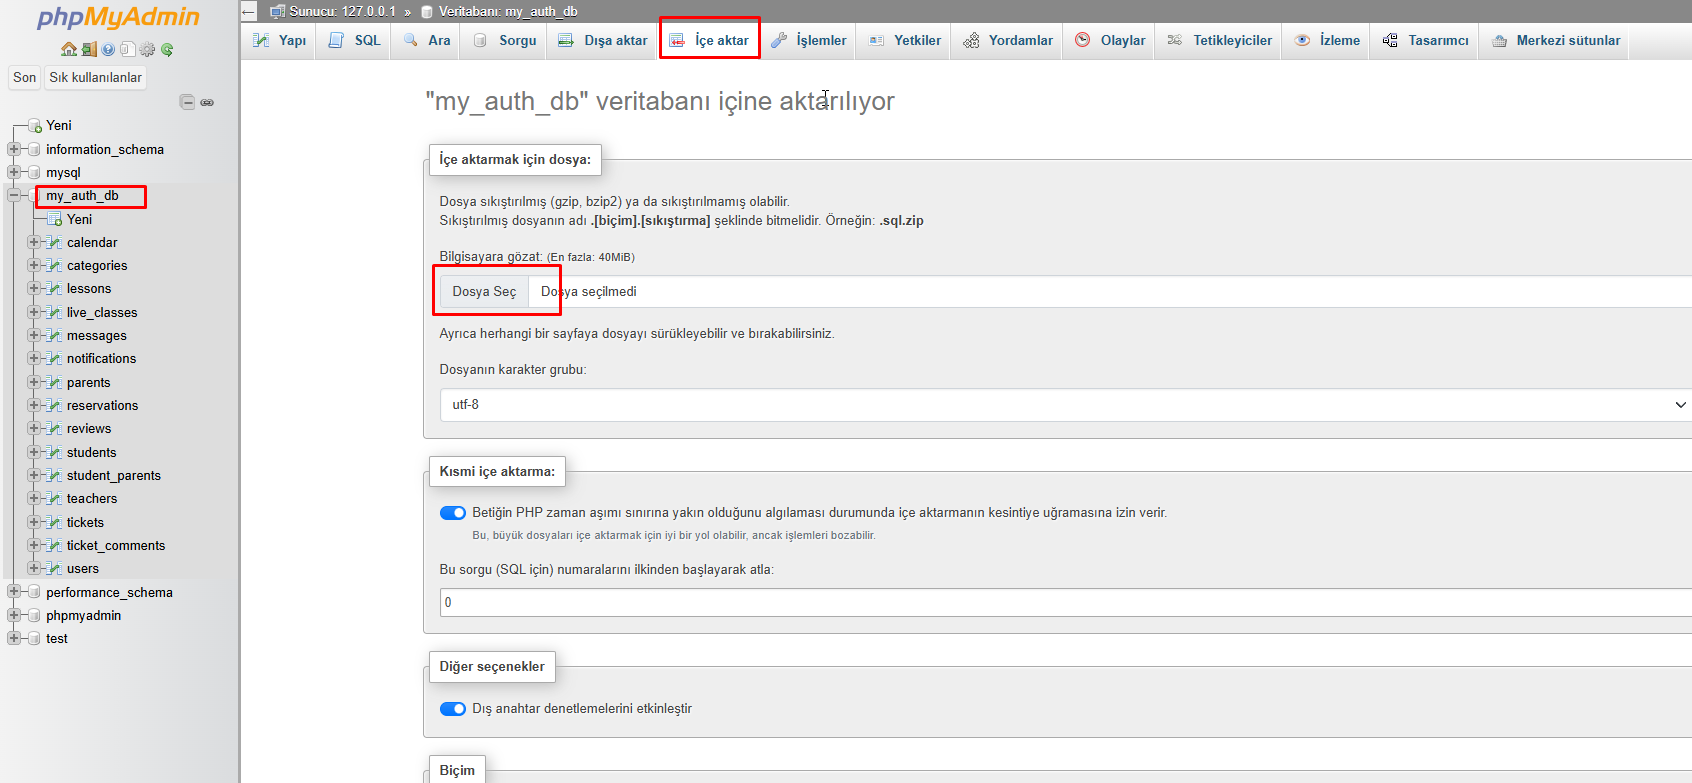 phpMyAdmin
Son
Sık kullanılanlar
Yeni
information_schema
mysql
my_auth_db
Yeni
calendar
categories
lessons
live_classes
messages
notifications
parents
reservations
reviews
students
student_parents
teachers
tickets
ticket_comments
users
performance_schema
phpmyadmin
test
Sunucu: 127.0.0.1 » Veritabanı: my_auth_db
Yapı SQL Ara Sorgu Dışa aktar İçe aktar İşlemler Yetkiler Yordamlar Olaylar Tetikleyiciler İzleme Tasarımcı Merkezi sütunlar
"my_auth_db" veritabanı içine aktarılıyor
İçe aktarmak için dosya:
Dosya sıkıştırılmış (gzip, bzip2) ya da sıkıştırılmamış olabilir.
Sıkıştırılmış dosyanın adı .[biçim].[sıkıştırma] şeklinde bitmelidir. Örneğin: .sql.zip
Bilgisayara gözat: (En fazla: 40MiB)
Dosya Seç Dosya seçilmedi
Ayrıca herhangi bir sayfaya dosyayı sürükleyebilir ve bırakabilirsiniz.
Dosyanın karakter grubu:
utf-8
Kısmi içe aktarma:
Betiğin PHP zaman aşımı sınırına yakın olduğunu algılaması durumunda içe aktarmanın kesintiye uğramasına izin verir.
Bu, büyük dosyaları içe aktarmak için iyi bir yol olabilir, ancak işlemleri bozabilir.
Bu sorgu (SQL için) numaralarını ilkinden başlayarak atla:
0
Diğer seçenekler
Dış anahtar denetlemelerini etkinleştir
Biçim